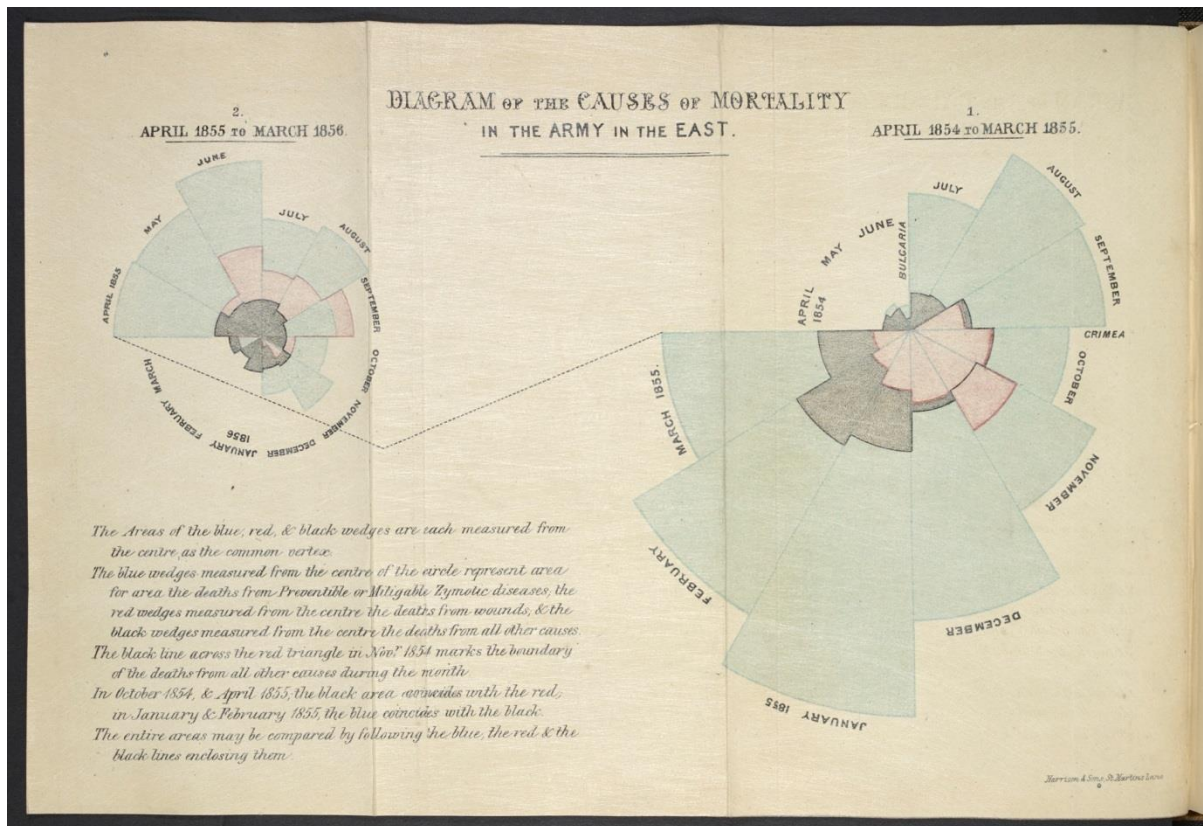 DIAGRAM OF THE CAUSES OF MORTALITY
IN THE ARMY IN THE EAST.
2.
APRIL 1855 TO MARCH 1856.
1.
APRIL 1854 TO MARCH 1855.
APRIL 1855
MAY
JUNE
JULY
AUGUST
SEPTEMBER
OCTOBER
NOVEMBER
DECEMBER
JANUARY
1856
FEBRUARY
MARCH
APRIL
1854
MAY
JUNE
BULGARIA
JULY
AUGUST
SEPTEMBER
CRIMEA
OCTOBER
NOVEMBER
DECEMBER
JANUARY 1855
FEBRUARY
MARCH 1855.
The Areas of the blue, red, & black wedges are each measured from
the centre as the common vertex.
The blue wedges measured from the centre of the circle represent area
for area the deaths from Preventible or Mitigable Zymotic diseases; the
red wedges measured from the centre the deaths from wounds; & the
black wedges measured from the centre the deaths from all other causes.
The black line across the red triangle in Novr. 1854 marks the boundary
of the deaths from all other causes during the month.
In October 1854, & April 1855; the black area coincides with the red;
in January & February 1855, the blue coincides with the black.
The entire areas may be compared by following the blue, the red & the
black lines enclosing them.
Harrison & Sons, St. Martins Lane